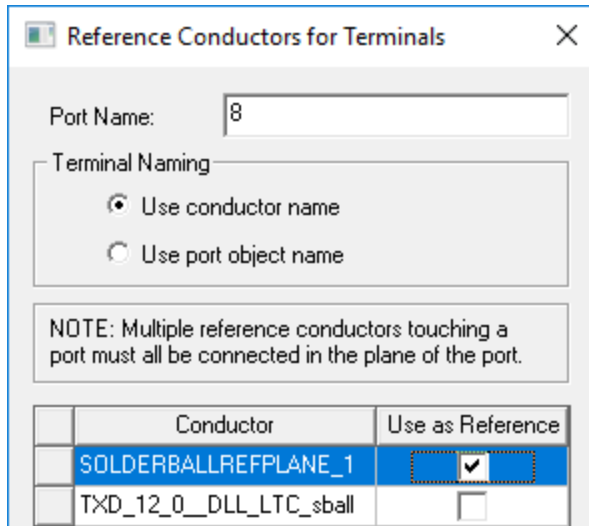 Reference Conductors for Terminals
Port Name: 8
Terminal Naming
Use conductor name
Use port object name
NOTE: Multiple reference conductors touching a
port must all be connected in the plane of the port.
Conductor Use as Reference
SOLDERBALLREFPLANE_1
TXD_12_0__DLL_LTC_sball